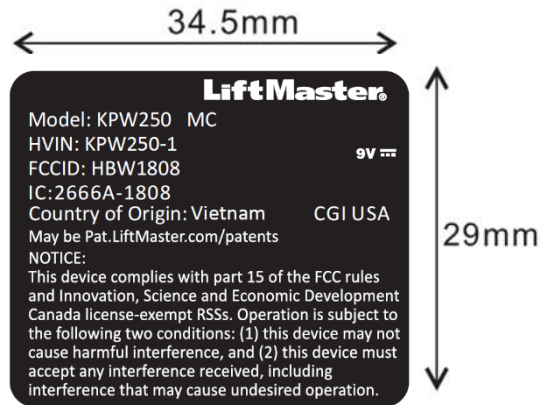 34.5mm
LiftMaster®
Model: KPW250 MC
HVIN: KPW250-1
9V
FCCID: HBW1808
IC:2666A-1808
Country of Origin: Vietnam CGI USA
May be Pat.LiftMaster.com/patents
NOTICE:
This device complies with part 15 of the FCC rules
and Innovation, Science and Economic Development
Canada license-exempt RSSs. Operation is subject to
the following two conditions: (1) this device may not
cause harmful interference, and (2) this device must
accept any interference received, including
interference that may cause undesired operation.
29mm